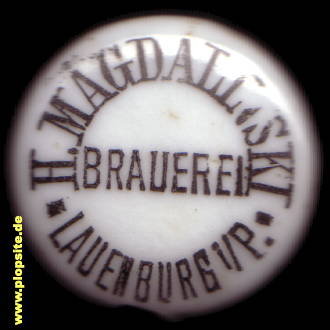 H. MAGDALINSKI
BRAUEREI
LAUENBURG I/P.
www.plopsite.de